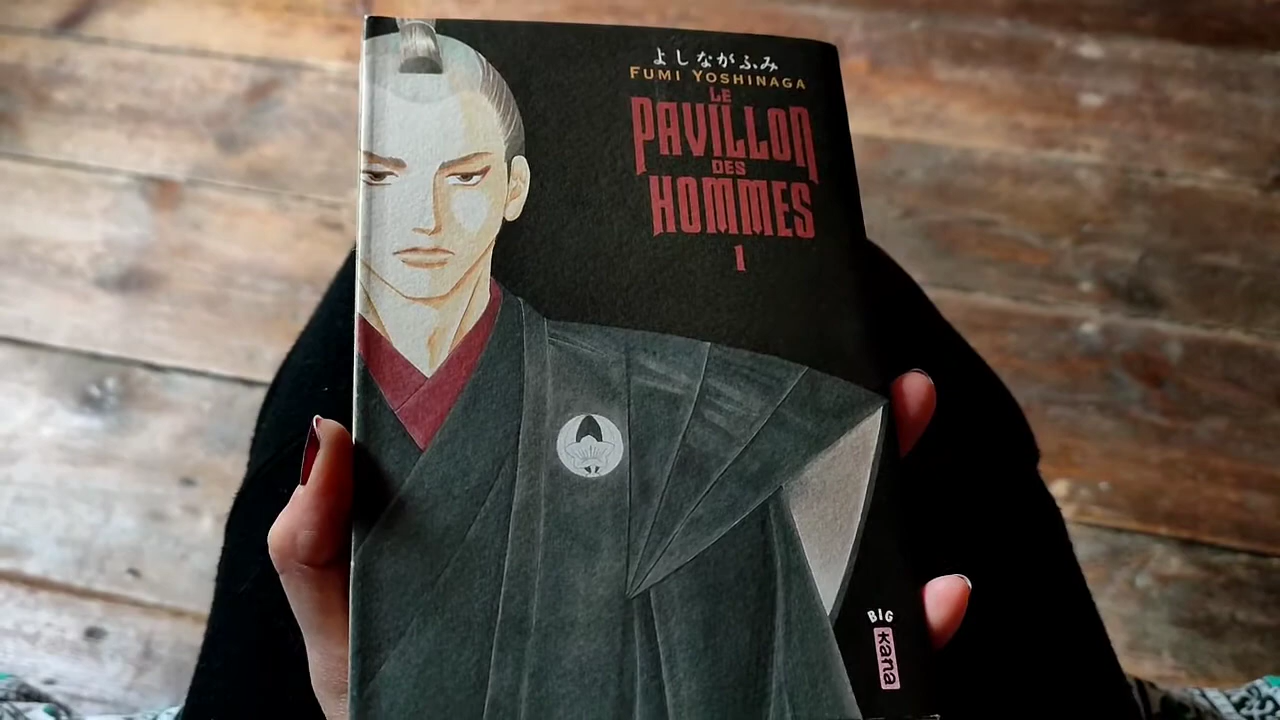 よしながふみ
FUMI YOSHINAGA
LE
PAVILLON
DES
HOMMES
1
BIG
kana